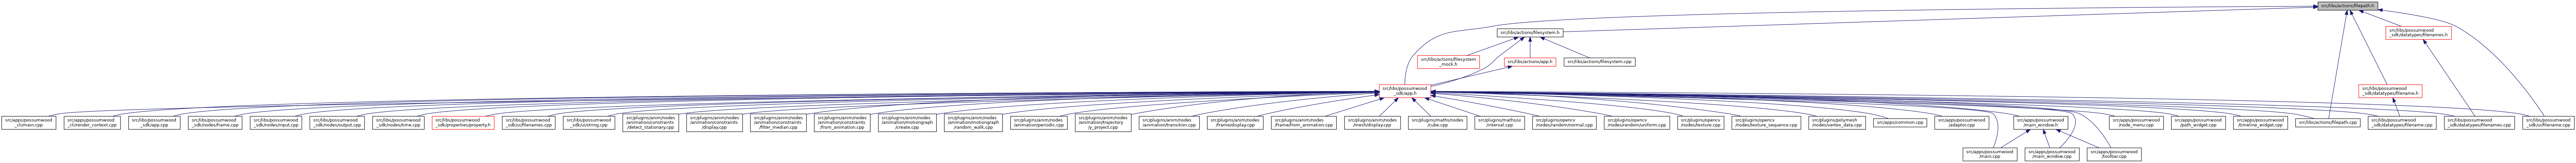 src/libs/actions/filepath.h
src/libs/possumwood
_sdk/datatypes/filenames.h
src/libs/actions/filesystem.h
src/libs/actions/filesystem
_mock.h
src/libs/actions/app.h
src/libs/actions/filesystem.cpp
src/libs/possumwood
_sdk/app.h
src/libs/possumwood
_sdk/datatypes/filename.h
src/apps/possumwood
_cli/main.cpp
src/apps/possumwood
_cli/render_context.cpp
src/libs/possumwood
_sdk/app.cpp
src/libs/possumwood
_sdk/nodes/frame.cpp
src/libs/possumwood
_sdk/nodes/input.cpp
src/libs/possumwood
_sdk/nodes/output.cpp
src/libs/possumwood
_sdk/nodes/time.cpp
src/libs/possumwood
_sdk/properties/property.h
src/libs/possumwood
_sdk/ui/filenames.cpp
src/libs/possumwood
_sdk/ui/string.cpp
src/plugins/anim/nodes
/animation/constraints
/detect_stationary.cpp
src/plugins/anim/nodes
/animation/constraints
/display.cpp
src/plugins/anim/nodes
/animation/constraints
/filter_median.cpp
src/plugins/anim/nodes
/animation/constraints
/from_animation.cpp
src/plugins/anim/nodes
/animation/motiongraph
/create.cpp
src/plugins/anim/nodes
/animation/motiongraph
/random_walk.cpp
src/plugins/anim/nodes
/animation/periodic.cpp
src/plugins/anim/nodes
/animation/trajectory
/y_project.cpp
src/plugins/anim/nodes
/animation/transition.cpp
src/plugins/anim/nodes
/frame/display.cpp
src/plugins/anim/nodes
/frame/from_animation.cpp
src/plugins/anim/nodes
/mesh/display.cpp
src/plugins/maths/nodes
/cube.cpp
src/plugins/maths/ui
/interval.cpp
src/plugins/opencv
/nodes/random/normal.cpp
src/plugins/opencv
/nodes/random/uniform.cpp
src/plugins/opencv
/nodes/texture.cpp
src/plugins/opencv
/nodes/texture_sequence.cpp
src/plugins/polymesh
/nodes/vertex_data.cpp
src/apps/common.cpp
src/apps/possumwood
/adaptor.cpp
src/apps/possumwood
/main_window.h
src/apps/possumwood
/node_menu.cpp
src/apps/possumwood
/path_widget.cpp
src/apps/possumwood
/timeline_widget.cpp
src/libs/actions/filepath.cpp
src/libs/possumwood
_sdk/datatypes/filename.cpp
src/libs/possumwood
_sdk/datatypes/filenames.cpp
src/libs/possumwood
_sdk/ui/filename.cpp
src/apps/possumwood
/main.cpp
src/apps/possumwood
/main_window.cpp
src/apps/possumwood
/toolbar.cpp